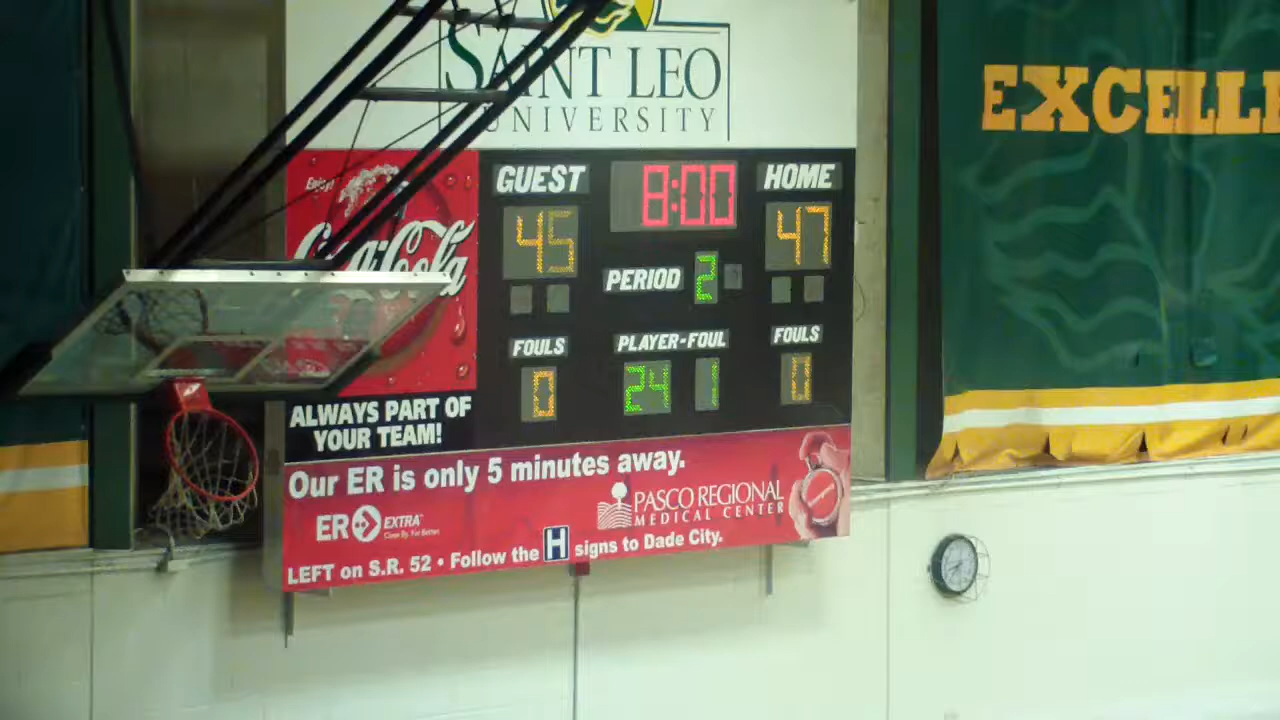 SAINT LEO
UNIVERSITY
EXCELLE
Enjoy!
Coca-Cola
GUEST
8:00
HOME
45
47
PERIOD 2
FOULS
PLAYER-FOUL
FOULS
0
24 1
0
ALWAYS PART OF
YOUR TEAM!
Our ER is only 5 minutes away.
ER EXTRA
PASCO REGIONAL
MEDICAL CENTER
LEFT on S.R. 52 • Follow the H signs to Dade City.